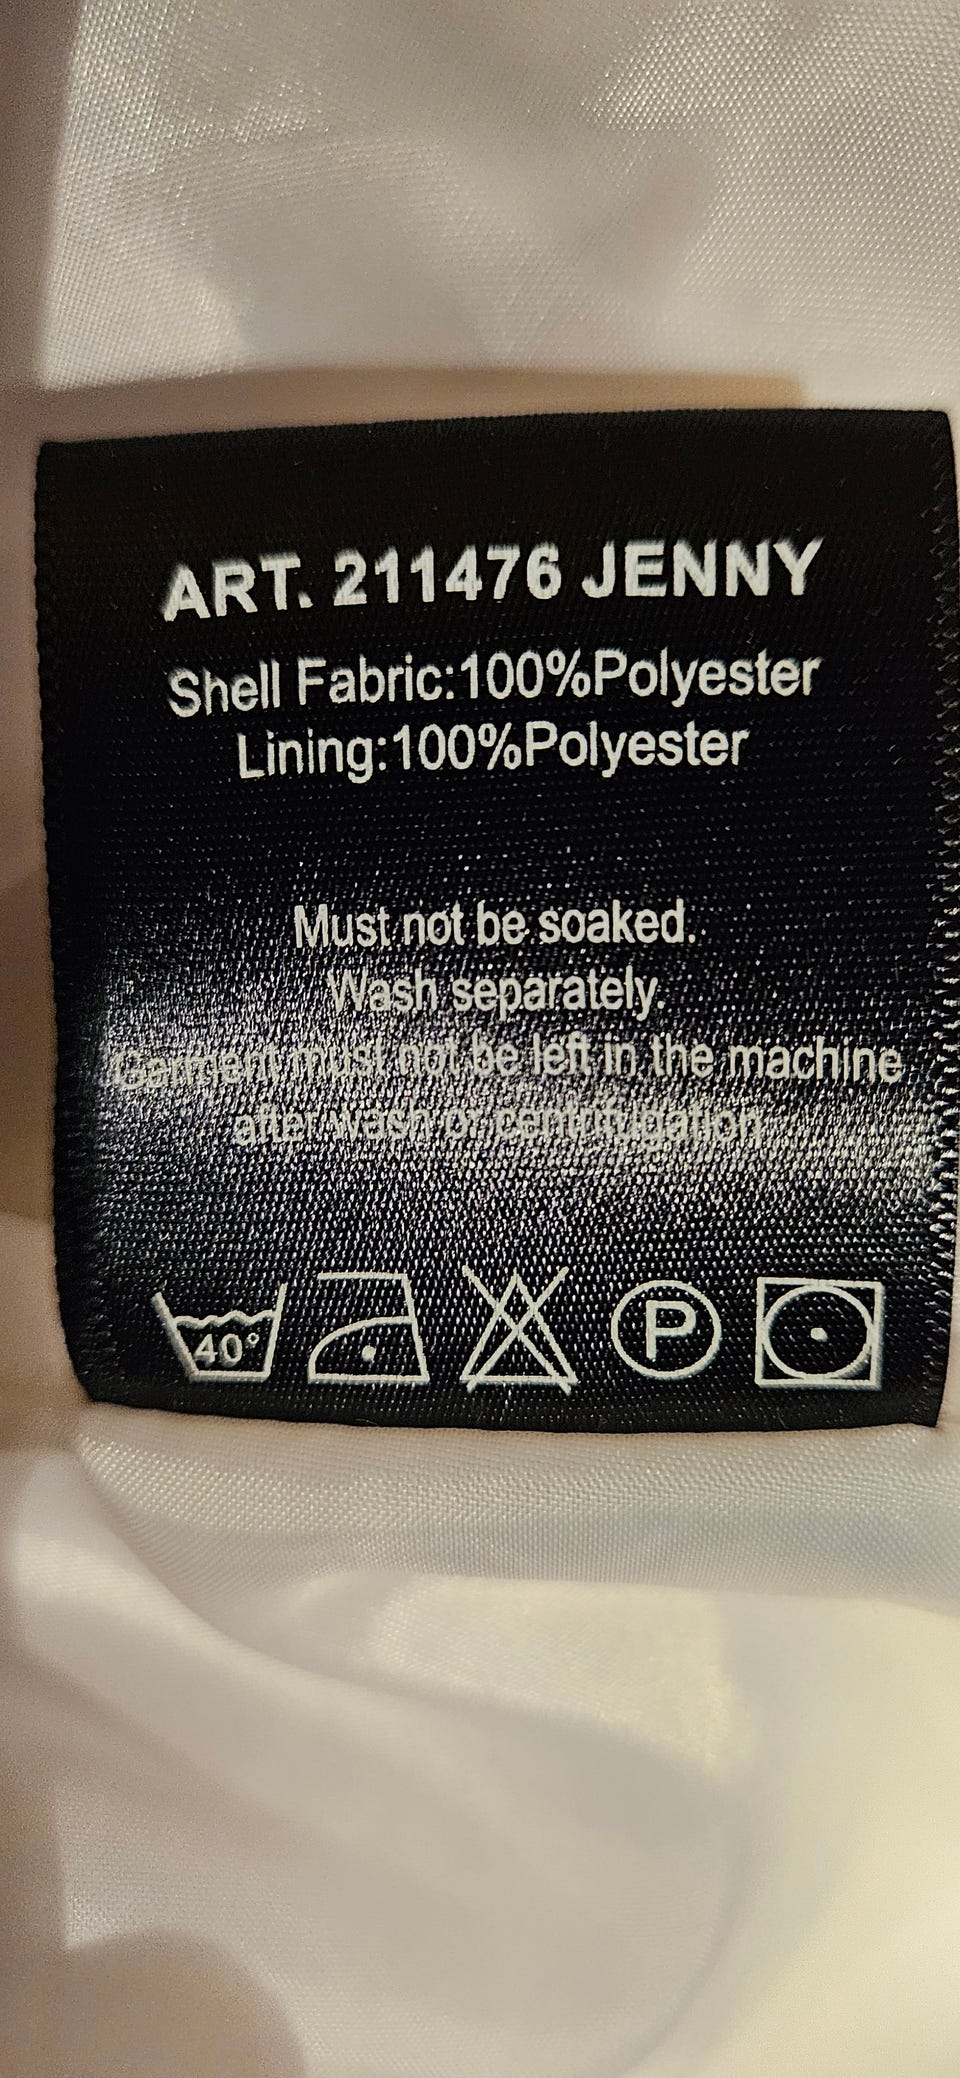 ART. 211476 JENNY
Shell Fabric:100%Polyester
Lining:100%Polyester
Must not be soaked.
Wash separately.
Garment must not be left in the machine
after wash or centrifugation
40°
P